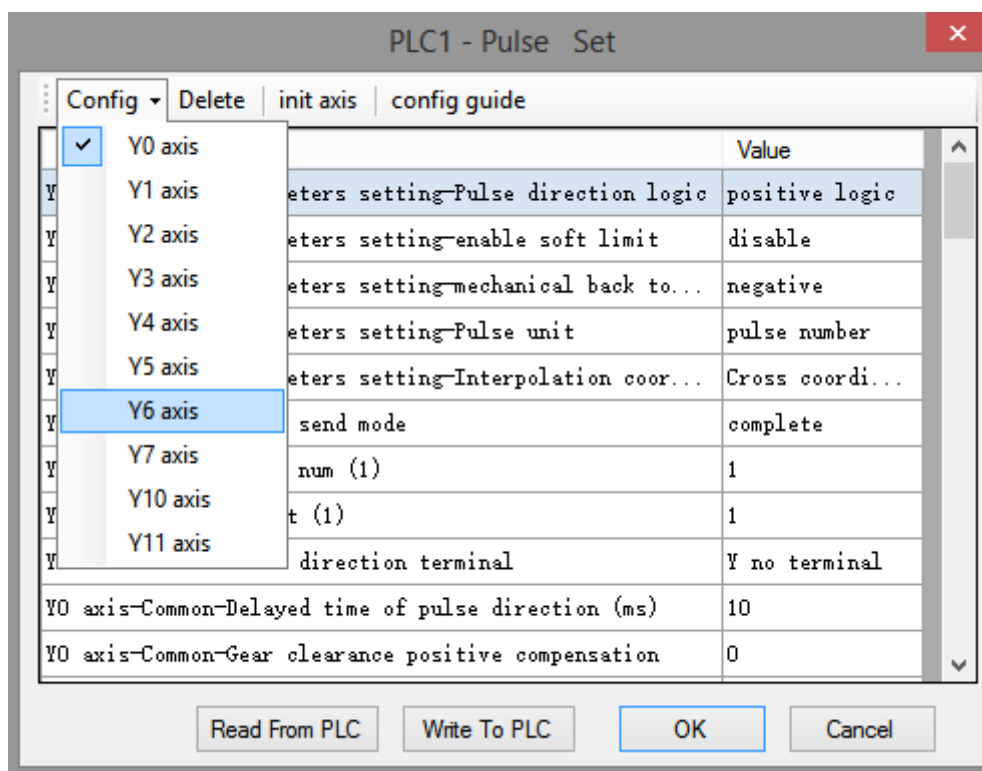 PLC1 - Pulse Set
Config Delete init axis config guide
Value
Y0 axis
Y1 axis
Y2 axis
Y3 axis
Y4 axis
Y5 axis
Y6 axis
Y7 axis
Y10 axis
Y11 axis
Y eters setting-Pulse direction logic positive logic
Y eters setting-enable soft limit disable
Y eters setting-mechanical back to... negative
Y eters setting-Pulse unit pulse number
Y eters setting-Interpolation coor... Cross coordi...
Y send mode complete
Y num (1) 1
Y t (1) 1
Y direction terminal Y no terminal
Y0 axis-Common-Delayed time of pulse direction (ms) 10
Y0 axis-Common-Gear clearance positive compensation 0
Read From PLC Write To PLC OK Cancel